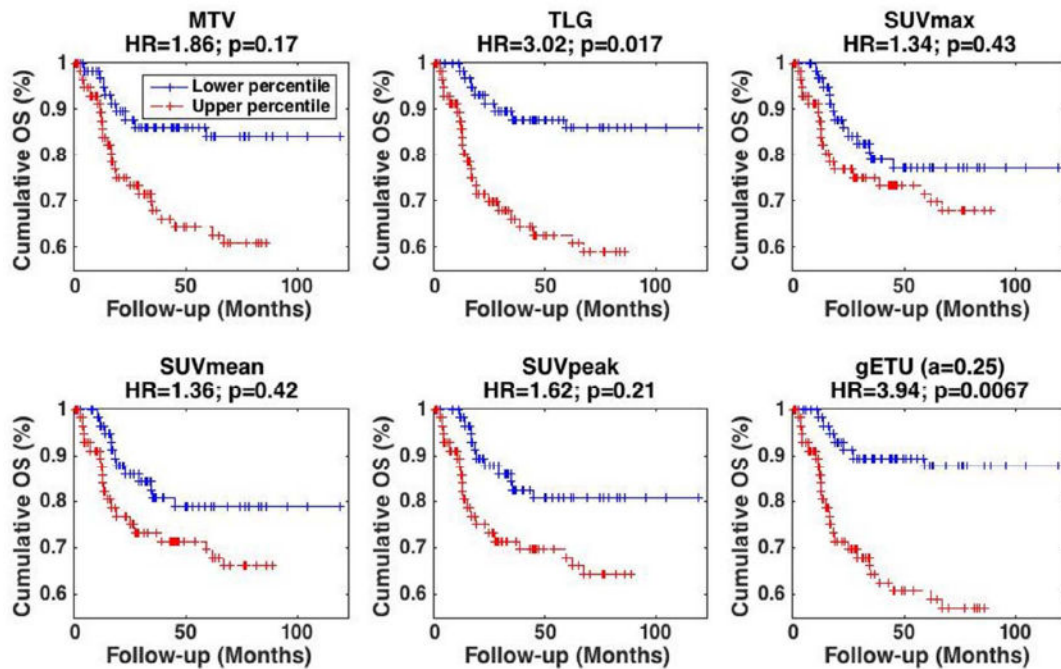 MTV
HR=1.86; p=0.17
TLG
HR=3.02; p=0.017
SUVmax
HR=1.34; p=0.43
Cumulative OS (%)
1
0.9
0.8
0.7
0.6
Lower percentile
Upper percentile
0 50 100
Follow-up (Months)
Cumulative OS (%)
1
0.9
0.8
0.7
0.6
0 50 100
Follow-up (Months)
Cumulative OS (%)
1
0.9
0.8
0.7
0.6
0 50 100
Follow-up (Months)
SUVmean
HR=1.36; p=0.42
SUVpeak
HR=1.62; p=0.21
gETU (a=0.25)
HR=3.94; p=0.0067
Cumulative OS (%)
1
0.9
0.8
0.7
0.6
0 50 100
Follow-up (Months)
Cumulative OS (%)
1
0.9
0.8
0.7
0.6
0 50 100
Follow-up (Months)
Cumulative OS (%)
1
0.9
0.8
0.7
0.6
0 50 100
Follow-up (Months)